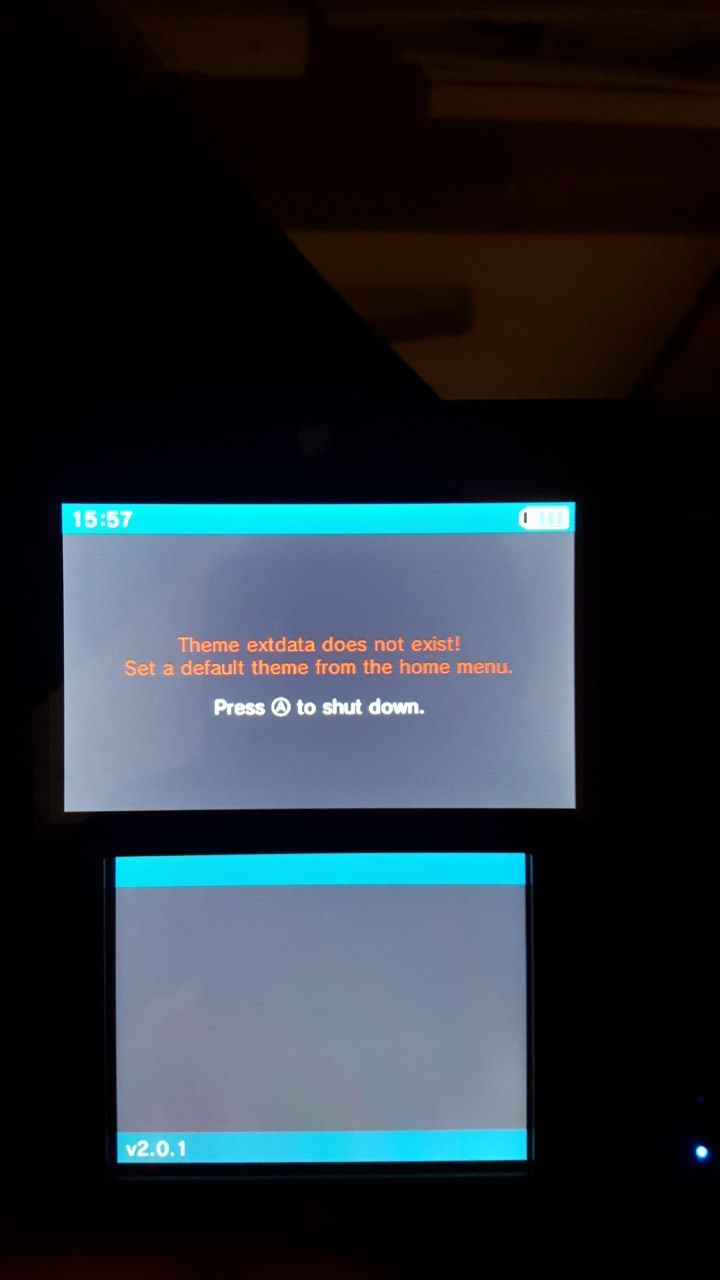 15:57
Theme extdata does not exist!
Set a default theme from the home menu.
Press Ⓐ to shut down.
v2.0.1